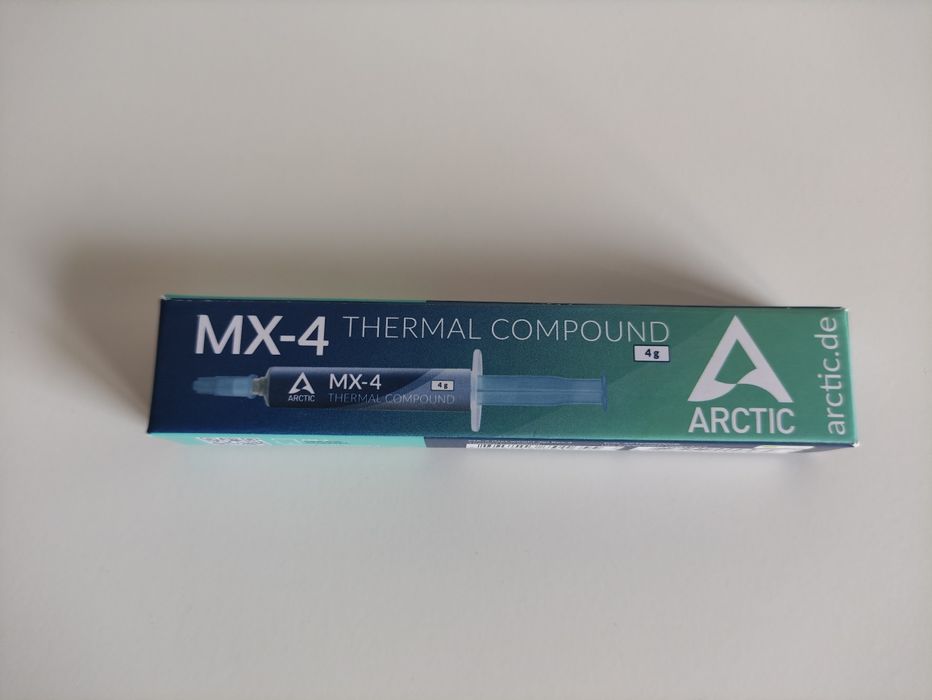 MX-4 THERMAL COMPOUND
4g
MX-4
4g
ARCTIC
THERMAL COMPOUND
ARCTIC
arctic.de